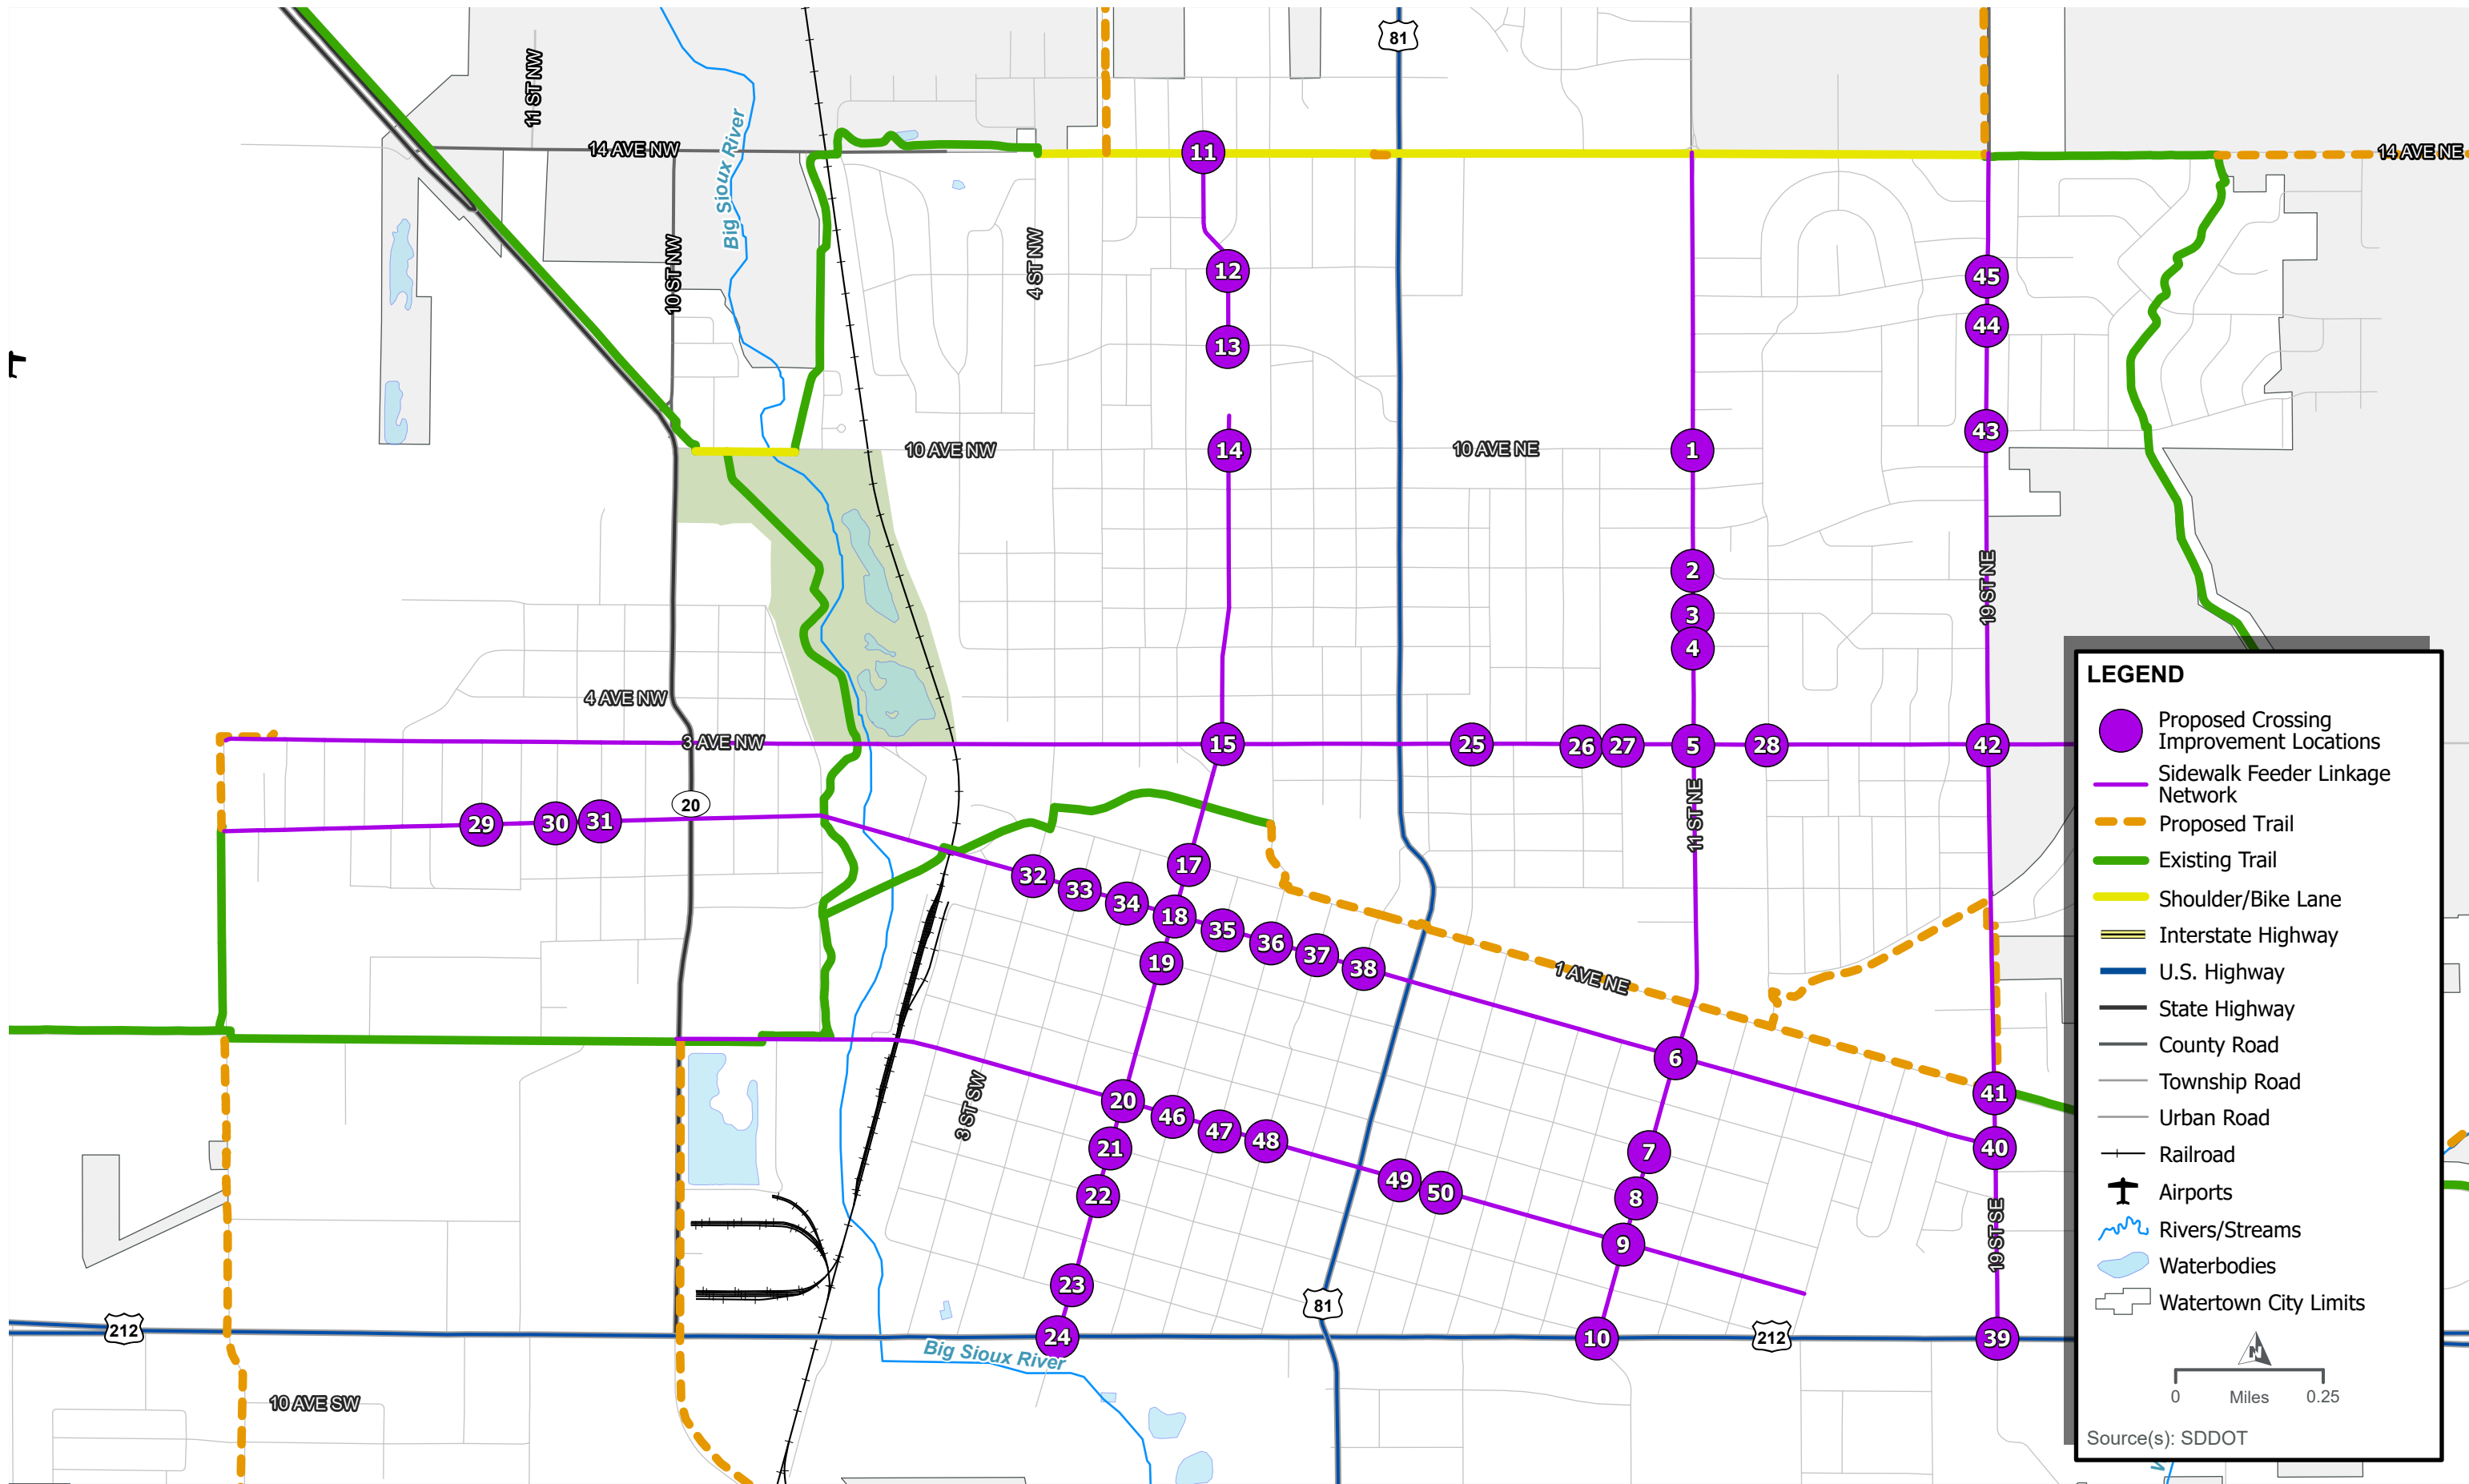 81
11 ST NW
14 AVE NW
Big Sioux River
11
14 AVE NE
10 ST NW
4 ST NW
12
45
44
13
43
10 AVE NW
14
10 AVE NE
1
2
19 ST NE
3
4
4 AVE NW
3 AVE NW
15
25
26
27
5
28
42
20
29
30
31
11 ST NE
17
32
33
34
18
35
36
37
38
19
1 AVE NE
6
41
40
3 ST SW
20
46
47
48
21
7
22
49
50
8
9
19 ST SE
23
81
212
24
10
212
39
Big Sioux River
10 AVE SW
LEGEND
Proposed Crossing
Improvement Locations
Sidewalk Feeder Linkage
Network
Proposed Trail
Existing Trail
Shoulder/Bike Lane
Interstate Highway
U.S. Highway
State Highway
County Road
Township Road
Urban Road
Railroad
Airports
Rivers/Streams
Waterbodies
Watertown City Limits
N
0 Miles 0.25
Source(s): SDDOT